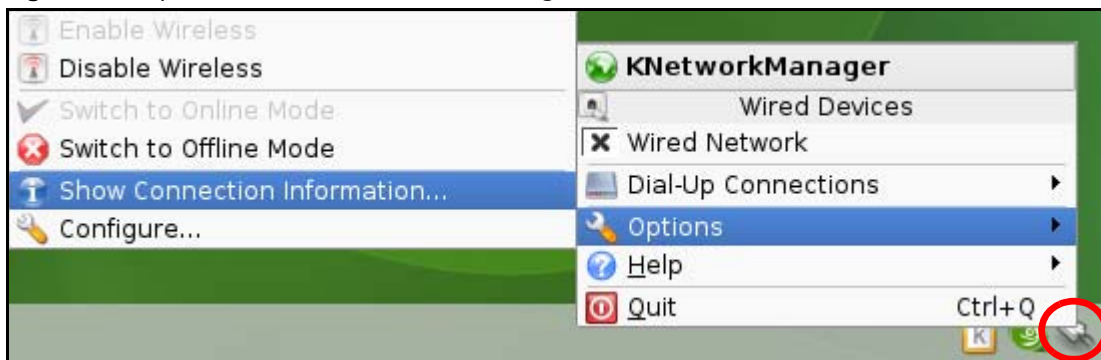 Enable Wireless
Disable Wireless
Switch to Online Mode
Switch to Offline Mode
Show Connection Information...
Configure...
KNetworkManager
Wired Devices
Wired Network
Dial-Up Connections
Options
Help
Quit Ctrl+Q
K